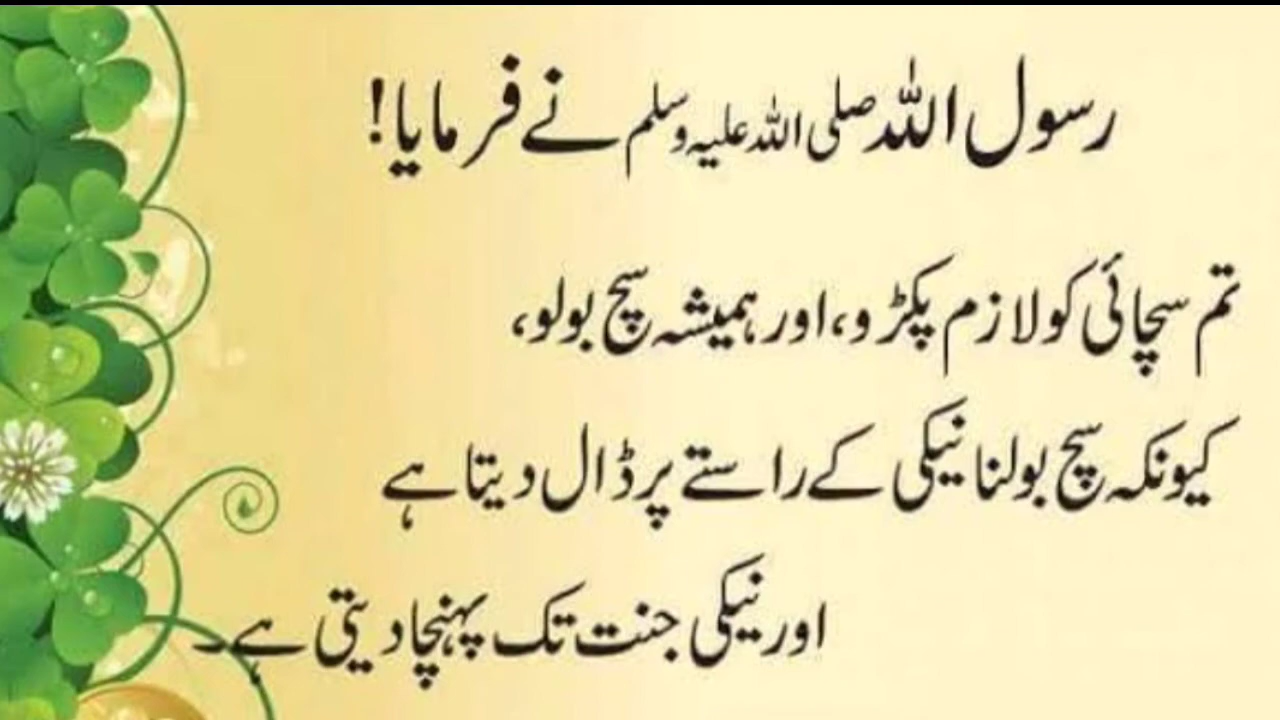 رسول اللہ صلی اللہ علیہ وسلم نے فرمایا!
تم سچائی کو لازم پکڑو، اور ہمیشہ سچ بولو،
کیونکہ سچ بولنا نیکی کے راستے پر ڈال دیتا ہے
اور نیکی جنت تک پہنچا دیتی ہے۔